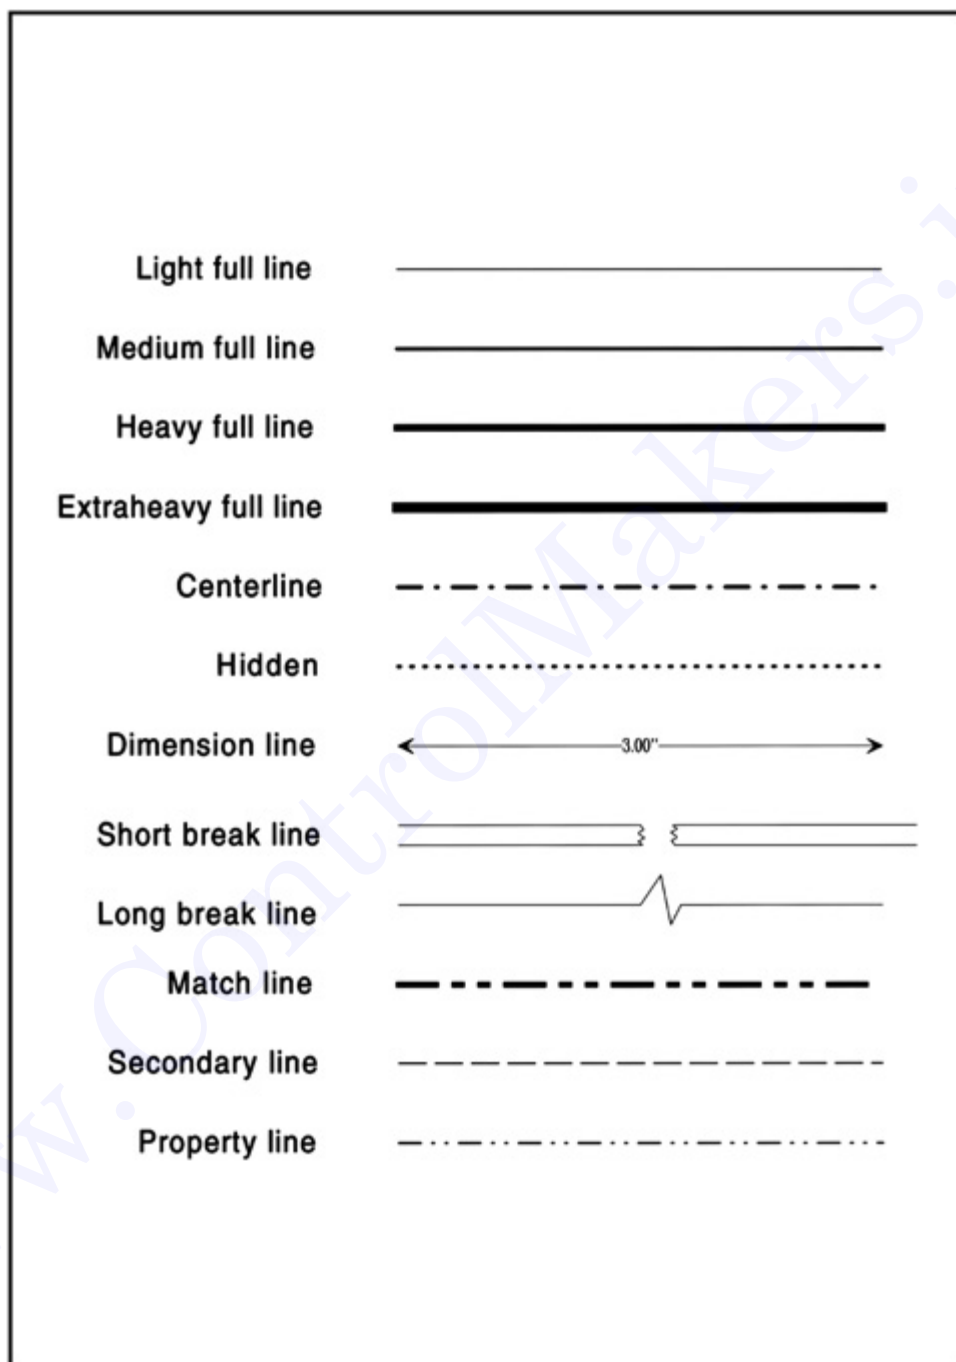 Light full line
Medium full line
Heavy full line
Extraheavy full line
Centerline
Hidden
Dimension line
3.00"
Short break line
Long break line
Match line
Secondary line
Property line
w.ControlMakers.i